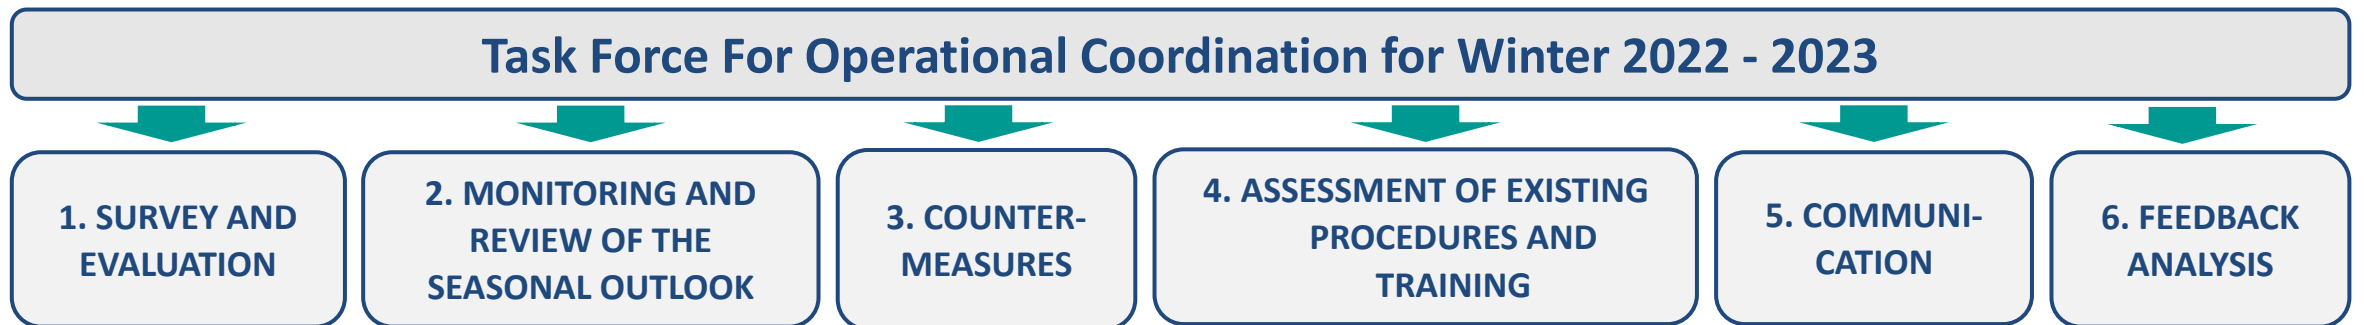 Task Force For Operational Coordination for Winter 2022 - 2023
1. SURVEY AND
EVALUATION
2. MONITORING AND
REVIEW OF THE
SEASONAL OUTLOOK
3. COUNTER-
MEASURES
4. ASSESSMENT OF EXISTING
PROCEDURES AND
TRAINING
5. COMMUNI-
CATION
6. FEEDBACK
ANALYSIS